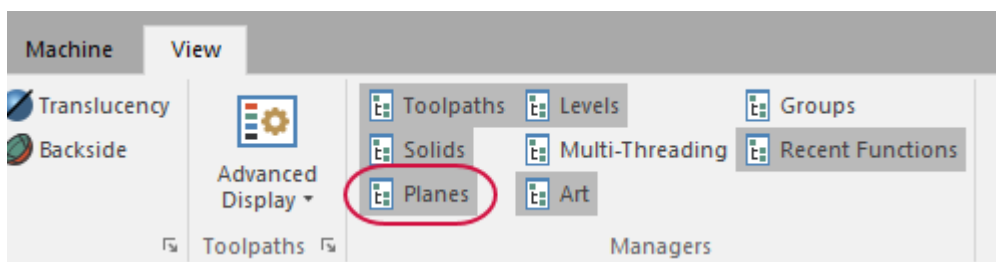 Machine View
Translucency
Backside
Advanced
Display
Toolpaths
Toolpaths Levels Groups
Solids Multi-Threading Recent Functions
Planes Art
Managers